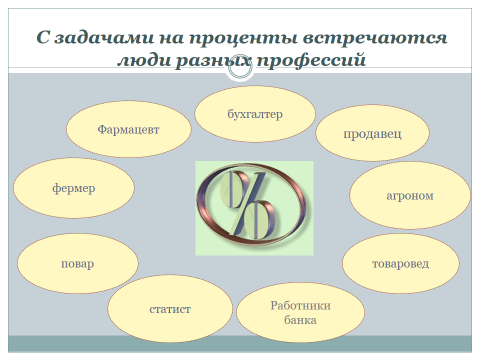 С задачами на проценты встречаются
люди разных профессий
бухгалтер
Фармацевт
продавец
фермер
агроном
повар
товаровед
статист
Работники
банка
%